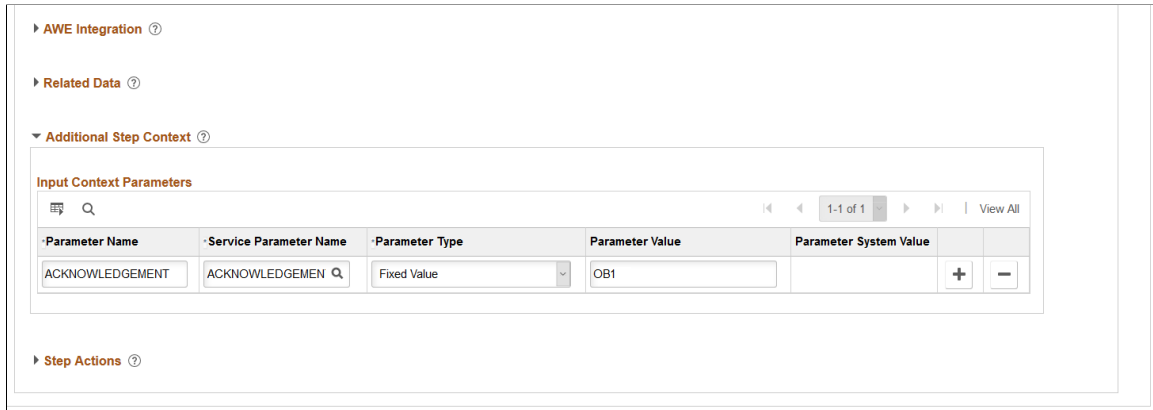 AWE Integration ?
Related Data ?
Additional Step Context ?
Input Context Parameters
1-1 of 1 | View All
*Parameter Name *Service Parameter Name *Parameter Type Parameter Value Parameter System Value
ACKNOWLEDGEMENT ACKNOWLEDGEMEN Fixed Value OB1 + −
Step Actions ?